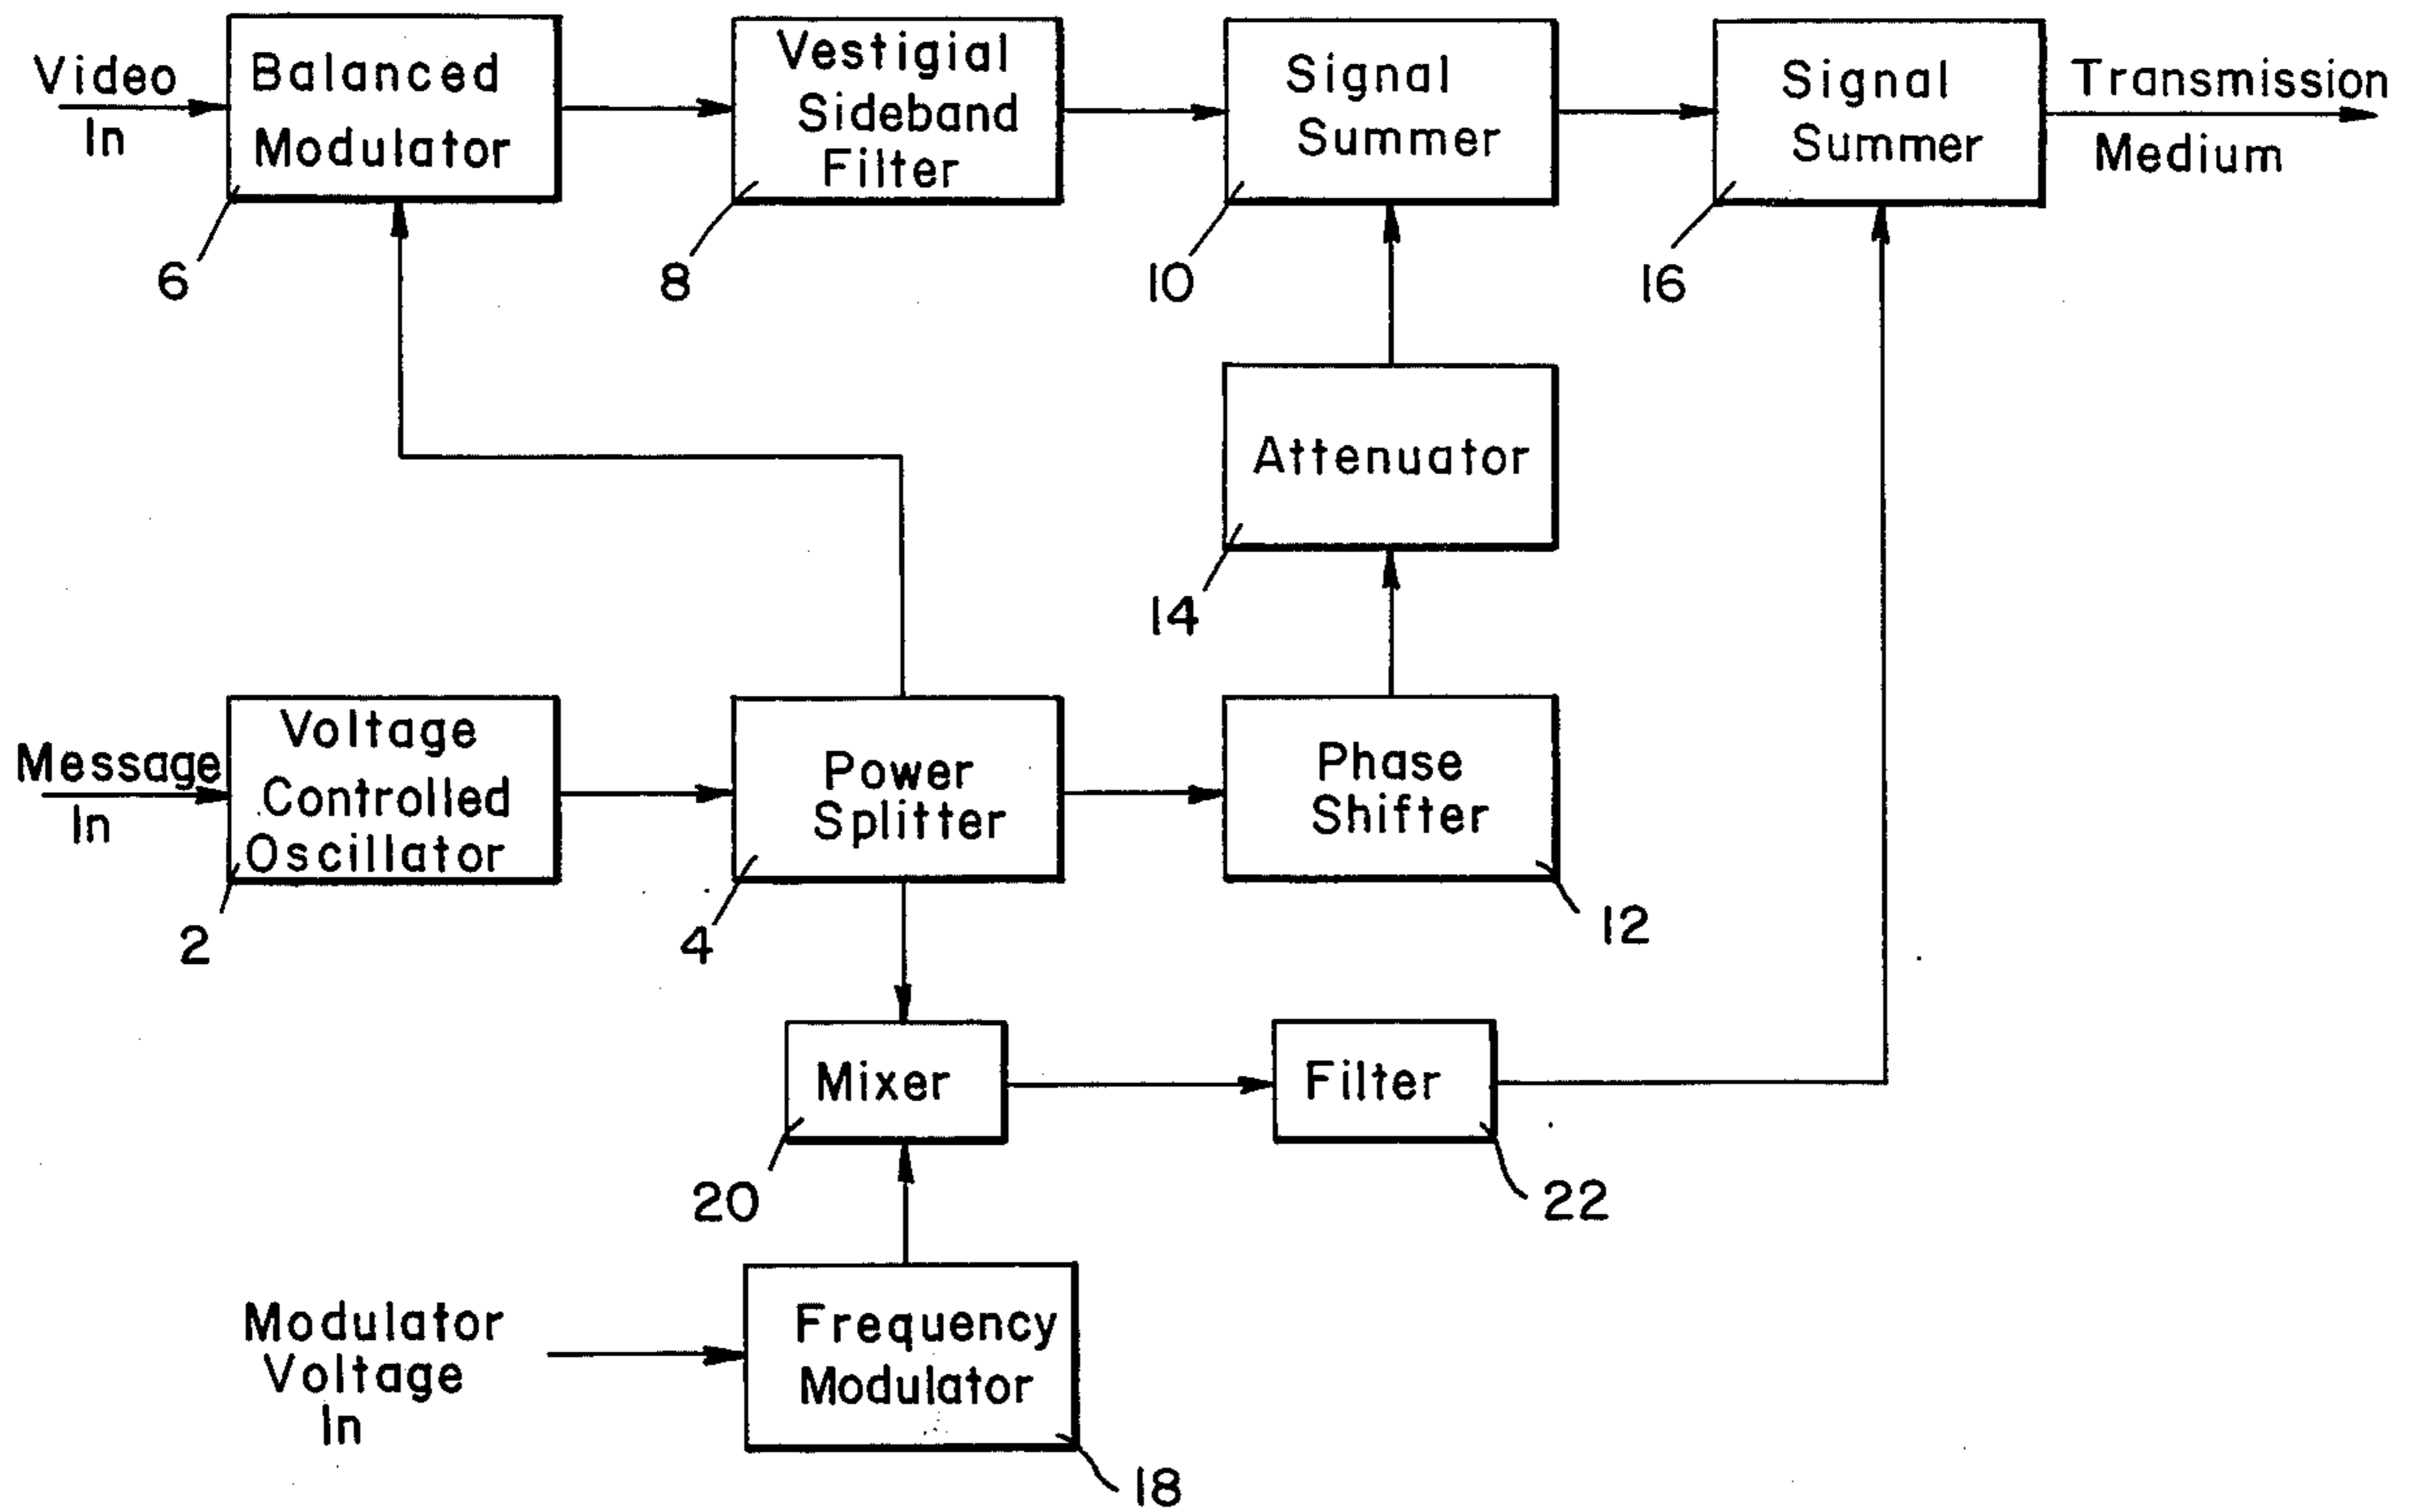 Video
In
Balanced
Modulator
6
Vestigial
Sideband
Filter
8
Signal
Summer
10
Signal
Summer
16
Transmission
Medium
Attenuator
14
Message
In
Voltage
Controlled
Oscillator
2
Power
Splitter
4
Phase
Shifter
12
Mixer
20
Filter
22
Modulator
Voltage
In
Frequency
Modulator
18